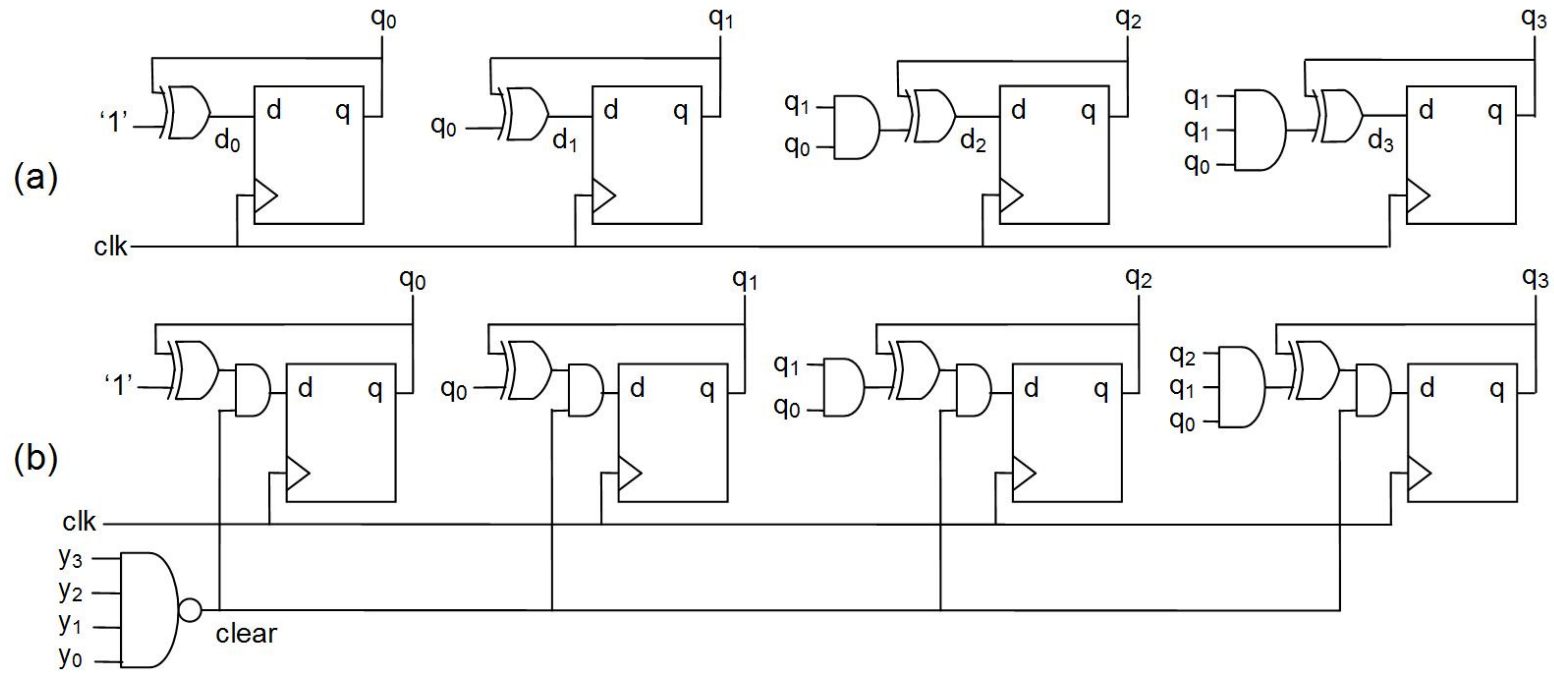 q0 q1 q2 q3
'1' d0 d q
q0 d1 d q
q1 q0 d2 d q
q1 q1 q0 d3 d q
(a)
clk
q0 q1 q2 q3
'1' d q
q0 d q
q1 q0 d q
q2 q1 q0 d q
(b)
clk
y3
y2
y1
y0
clear